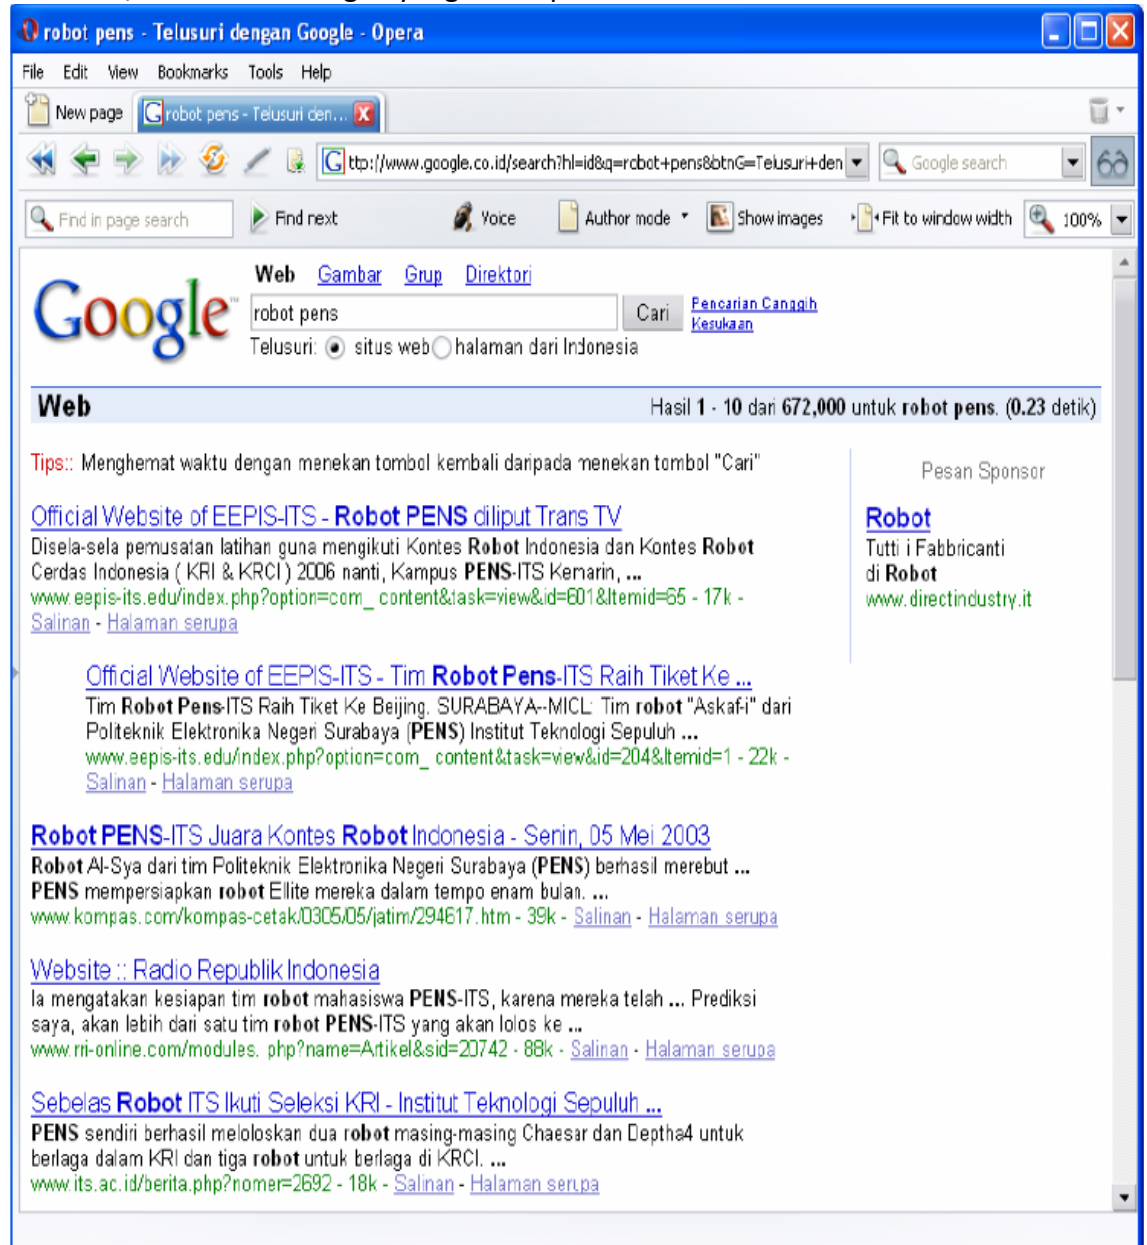 robot pens - Telusuri dengan Google - Opera
File Edit View Bookmarks Tools Help
New page robot pens - Telusuri den...
ttp://www.google.co.id/search?hl=id&q=robot+pens&btnG=Telusuri+den Google search
Find in page search Find next Voice Author mode Show images Fit to window width 100%
Web Gambar Grup Direktori
Google™
robot pens Cari Pencarian Canggih
Kesukaan
Telusuri: situs web halaman dari Indonesia
Web Hasil 1 - 10 dari 672,000 untuk robot pens. (0.23 detik)
Tips:: Menghemat waktu dengan menekan tombol kembali daripada menekan tombol "Cari"
Pesan Sponsor
Official Website of EEPIS-ITS - Robot PENS diliput Trans TV
Disela-sela pemusatan latihan guna mengikuti Kontes Robot Indonesia dan Kontes Robot
Cerdas Indonesia ( KRI & KRCI ) 2006 nanti, Kampus PENS-ITS Kemarin, ...
www.eepis-its.edu/index.php?option=com_ content&task=view&id=601&Itemid=65 - 17k -
Salinan - Halaman serupa
Robot
Tutti i Fabbricanti
di Robot
www.directindustry.it
Official Website of EEPIS-ITS - Tim Robot Pens-ITS Raih Tiket Ke ...
Tim Robot Pens-ITS Raih Tiket Ke Beijing. SURABAYA--MICL: Tim robot "Askaf-i" dari
Politeknik Elektronika Negeri Surabaya (PENS) Institut Teknologi Sepuluh ...
www.eepis-its.edu/index.php?option=com_ content&task=view&id=204&Itemid=1 - 22k -
Salinan - Halaman serupa
Robot PENS-ITS Juara Kontes Robot Indonesia - Senin, 05 Mei 2003
Robot Al-Sya dari tim Politeknik Elektronika Negeri Surabaya (PENS) berhasil merebut ...
PENS mempersiapkan robot Ellite mereka dalam tempo enam bulan. ...
www.kompas.com/kompas-cetak/0305/05/jatim/294617.htm - 39k - Salinan - Halaman serupa
Website :: Radio Republik Indonesia
Ia mengatakan kesiapan tim robot mahasiswa PENS-ITS, karena mereka telah ... Prediksi
saya, akan lebih dari satu tim robot PENS-ITS yang akan lolos ke ...
www.rri-online.com/modules. php?name=Artikel&sid=20742 - 88k - Salinan - Halaman serupa
Sebelas Robot ITS Ikuti Seleksi KRI - Institut Teknologi Sepuluh ...
PENS sendiri berhasil meloloskan dua robot masing-masing Chaesar dan Deptha4 untuk
berlaga dalam KRI dan tiga robot untuk berlaga di KRCI. ...
www.its.ac.id/berita.php?nomer=2692 - 18k - Salinan - Halaman serupa